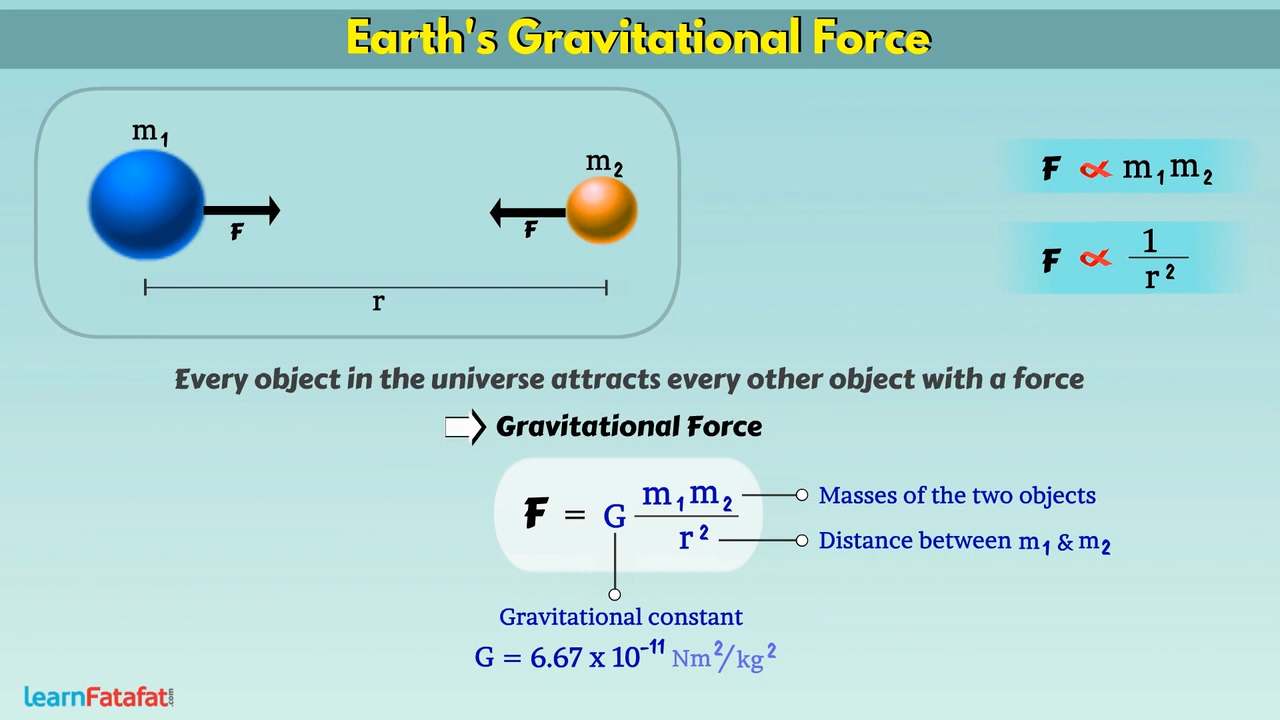 Earth's Gravitational Force
m₁
m₂
F
F
r
F ∝ m₁m₂
F ∝ 1/r²
Every object in the universe attracts every other object with a force
Gravitational Force
F = G m₁m₂/r²
Masses of the two objects
Distance between m₁ & m₂
Gravitational constant
G = 6.67 x 10⁻¹¹ Nm²/kg²
learnFatafat.com